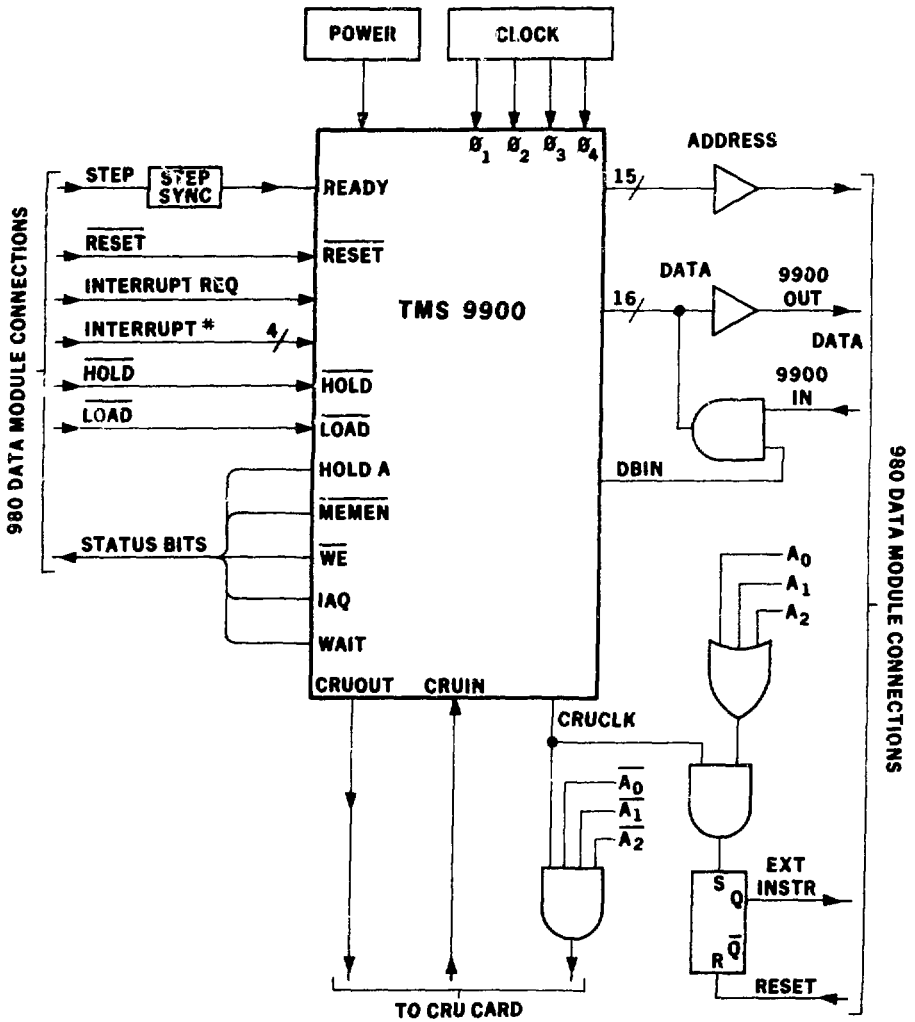 POWER
CLOCK
Ø1 Ø2 Ø3 Ø4
ADDRESS
STEP
STEP
SYNC
READY
15
RESET
RESET
INTERRUPT REQ
INTERRUPT *
4
TMS 9900
DATA
16
9900
OUT
DATA
9900
IN
HOLD
HOLD
LOAD
LOAD
HOLD A
DBIN
MEMEN
STATUS BITS
WE
IAQ
WAIT
980 DATA MODULE CONNECTIONS
980 DATA MODULE CONNECTIONS
A0
A1
A2
CRUOUT
CRUIN
CRUCLK
A̅0
A̅1
A̅2
S
Q
EXT
INSTR
Q̅
R
RESET
TO CRU CARD